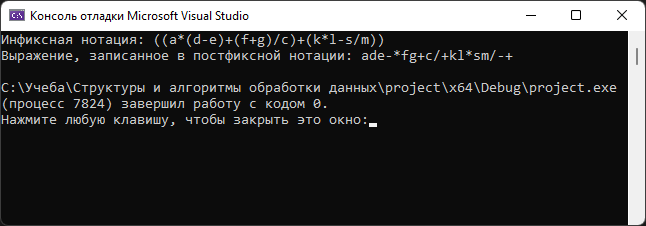 Консоль отладки Microsoft Visual Studio
Инфиксная нотация: ((a*(d-e)+(f+g)/c)+(k*l-s/m))
Выражение, записанное в постфиксной нотации: ade-*fg+c/+kl*sm/-+
C:\Учеба\Структуры и алгоритмы обработки данных\project\x64\Debug\project.exe
(процесс 7824) завершил работу с кодом 0.
Нажмите любую клавишу, чтобы закрыть это окно: